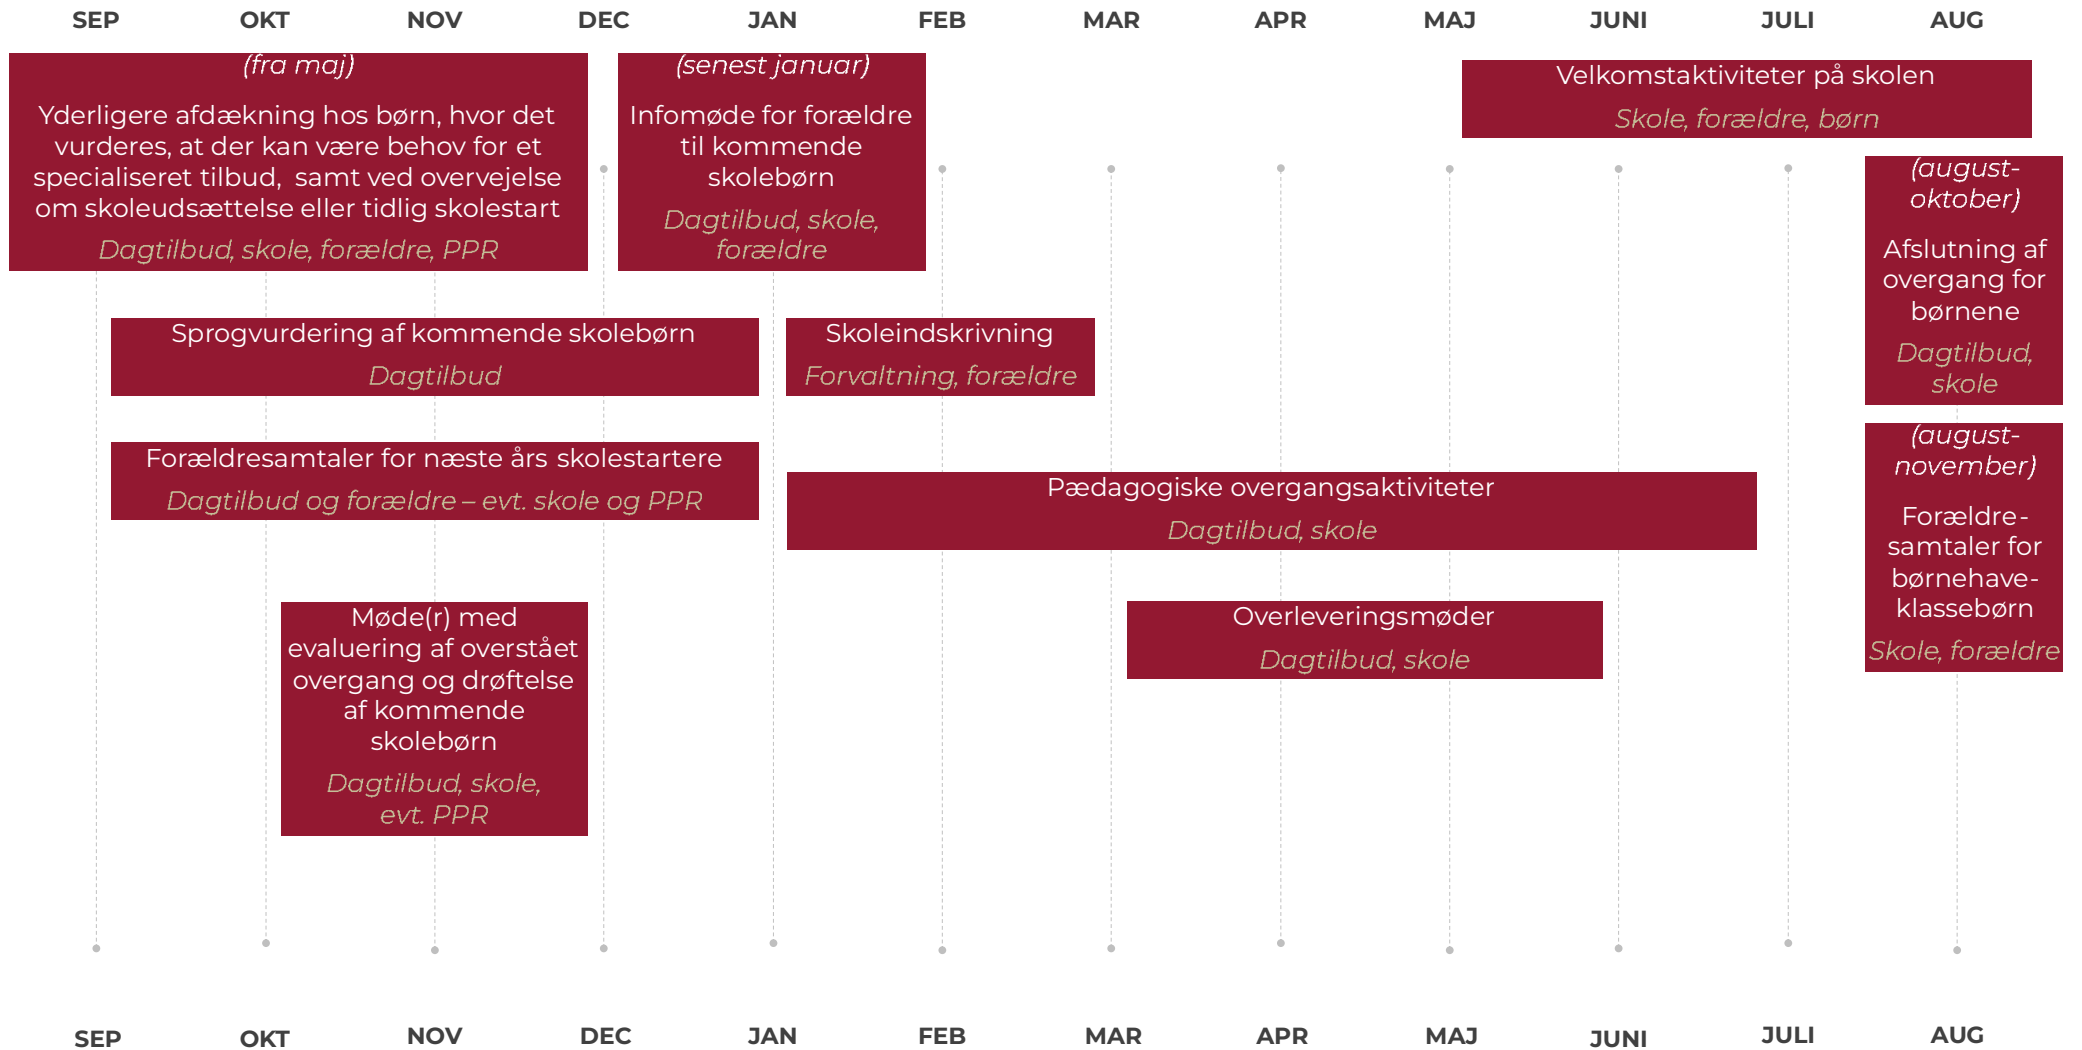 SEP OKT NOV DEC JAN FEB MAR APR MAJ JUNI JULI AUG
(fra maj)
Yderligere afdækning hos børn, hvor det
vurderes, at der kan være behov for et
specialiseret tilbud, samt ved overvejelse
om skoleudsættelse eller tidlig skolestart
Dagtilbud, skole, forældre, PPR
(senest januar)
Infomøde for forældre
til kommende
skolebørn
Dagtilbud, skole,
forældre
Velkomstaktiviteter på skolen
Skole, forældre, børn
(august-
oktober)
Afslutning af
overgang for
børnene
Dagtilbud,
skole
Sprogvurdering af kommende skolebørn
Dagtilbud
Skoleindskrivning
Forvaltning, forældre
Forældresamtaler for næste års skolestartere
Dagtilbud og forældre – evt. skole og PPR
Pædagogiske overgangsaktiviteter
Dagtilbud, skole
(august-
november)
Forældre-
samtaler for
børnehave-
klassebørn
Skole, forældre
Møde(r) med
evaluering af overstået
overgang og drøftelse
af kommende
skolebørn
Dagtilbud, skole,
evt. PPR
Overleveringsmøder
Dagtilbud, skole
SEP OKT NOV DEC JAN FEB MAR APR MAJ JUNI JULI AUG